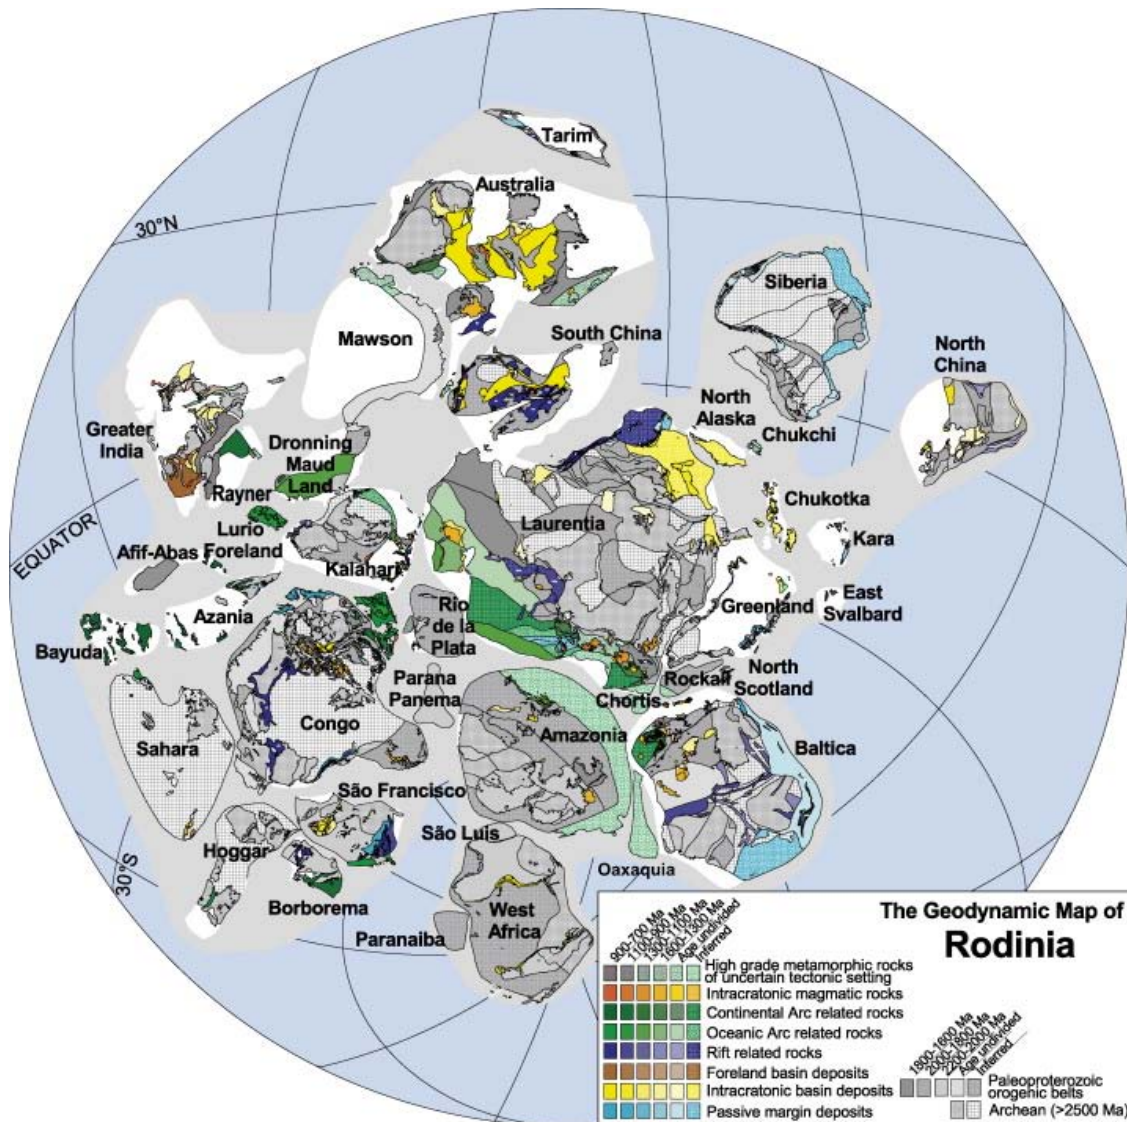 Tarim
Australia
30°N
Siberia
Mawson
South China
North
China
North
Alaska
Chukchi
Greater
India
Dronning
Maud
Land
Rayner
Laurentia
Chukotka
EQUATOR
Lurio
Foreland
Kara
Afif-Abas
Kalahari
Azania
Greenland
East
Svalbard
Rio
de la
Plata
Bayuda
North
Scotland
Rockall
Parana
Panema
Chortis
Congo
Amazonia
Sahara
Baltica
São Francisco
São Luis
Hoggar
30°S
Oaxaquia
Borborema
West
Africa
Paranaiba
The Geodynamic Map of
Rodinia
900-700 Ma
1100-900 Ma
1300-1100 Ma
1600-1300 Ma
Age undivided
Inferred
High grade metamorphic rocks
of uncertain tectonic setting
Intracratonic magmatic rocks
Continental Arc related rocks
Oceanic Arc related rocks
Rift related rocks
Foreland basin deposits
Intracratonic basin deposits
Passive margin deposits
1800-1600 Ma
2000-1800 Ma
2200-2000 Ma
Age undivided
Inferred
Paleoproterozoic
orogenic belts
Archean (>2500 Ma)